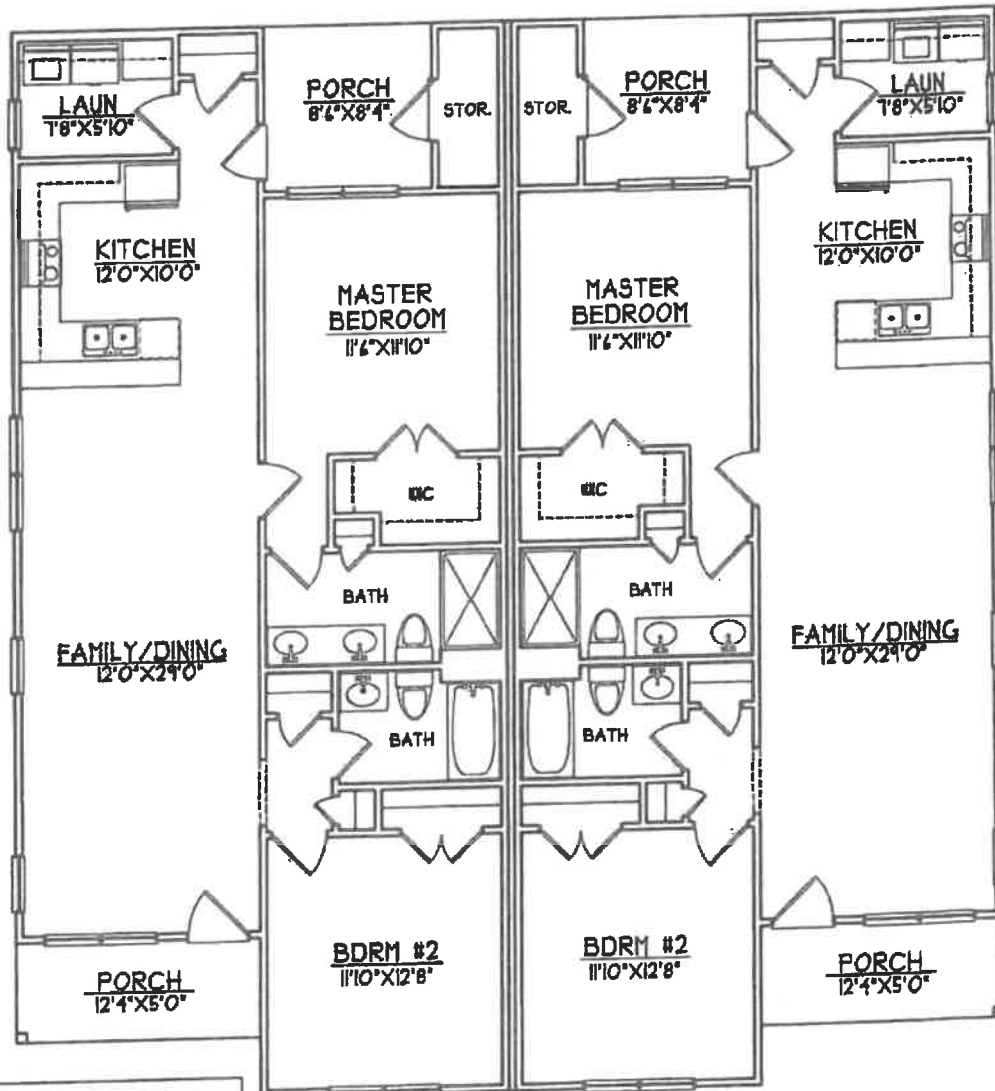 LAUN
7'8"X5'10"
PORCH
8'6"X8'4"
STOR.
STOR.
PORCH
8'6"X8'4"
LAUN
7'8"X5'10"
KITCHEN
12'0"X10'0"
MASTER
BEDROOM
11'6"X11'10"
MASTER
BEDROOM
11'6"X11'10"
KITCHEN
12'0"X10'0"
WIC
WIC
BATH
BATH
FAMILY/DINING
12'0"X29'0"
FAMILY/DINING
12'0"X29'0"
BATH
BATH
BDRM #2
11'10"X12'8"
BDRM #2
11'10"X12'8"
PORCH
12'4"X5'0"
PORCH
12'4"X5'0"